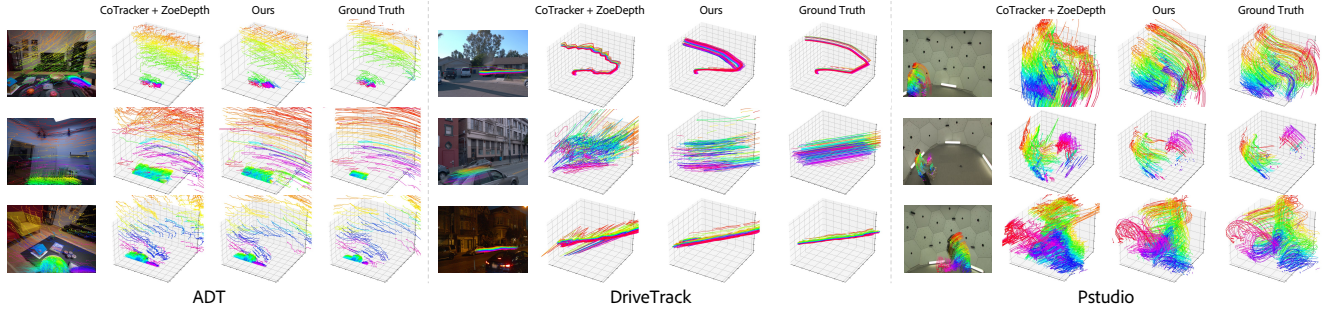 CoTracker + ZoeDepth Ours Ground Truth CoTracker + ZoeDepth Ours Ground Truth CoTracker + ZoeDepth Ours Ground Truth
ADT DriveTrack Pstudio